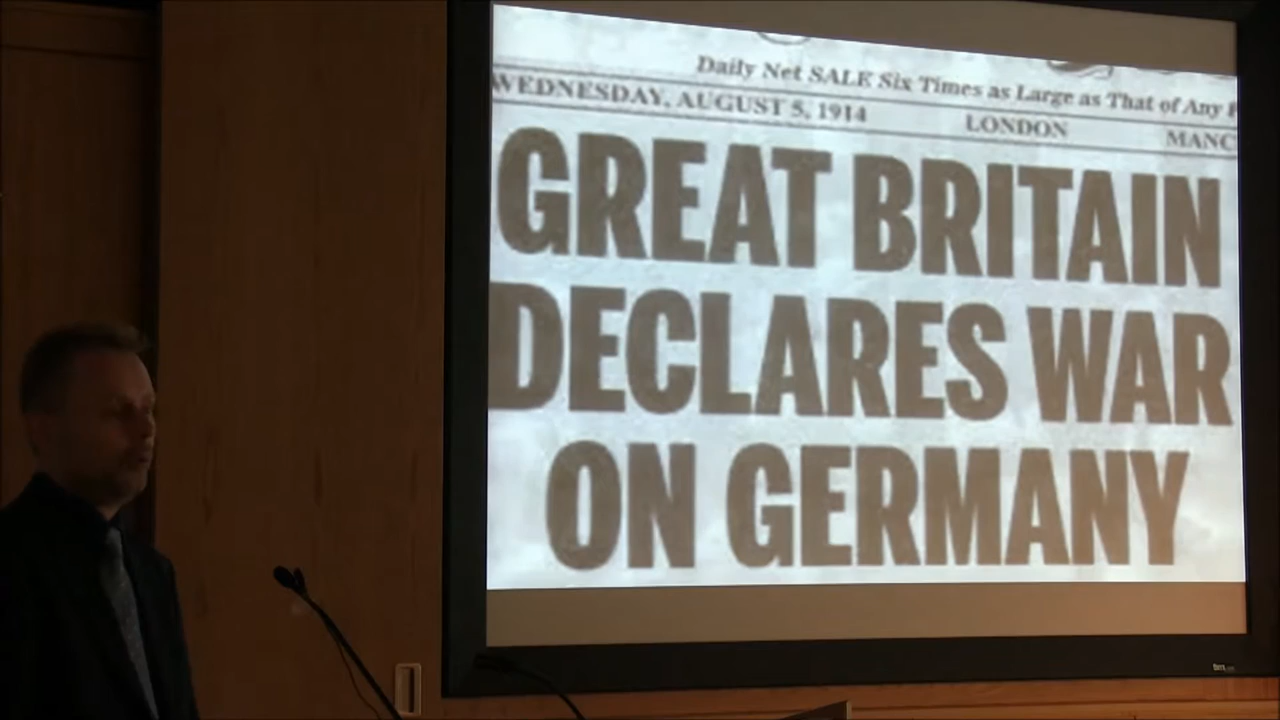 Daily Net SALE Six Times as Large as That of Any
WEDNESDAY, AUGUST 5, 1914 LONDON MANC
GREAT BRITAIN
DECLARES WAR
ON GERMANY